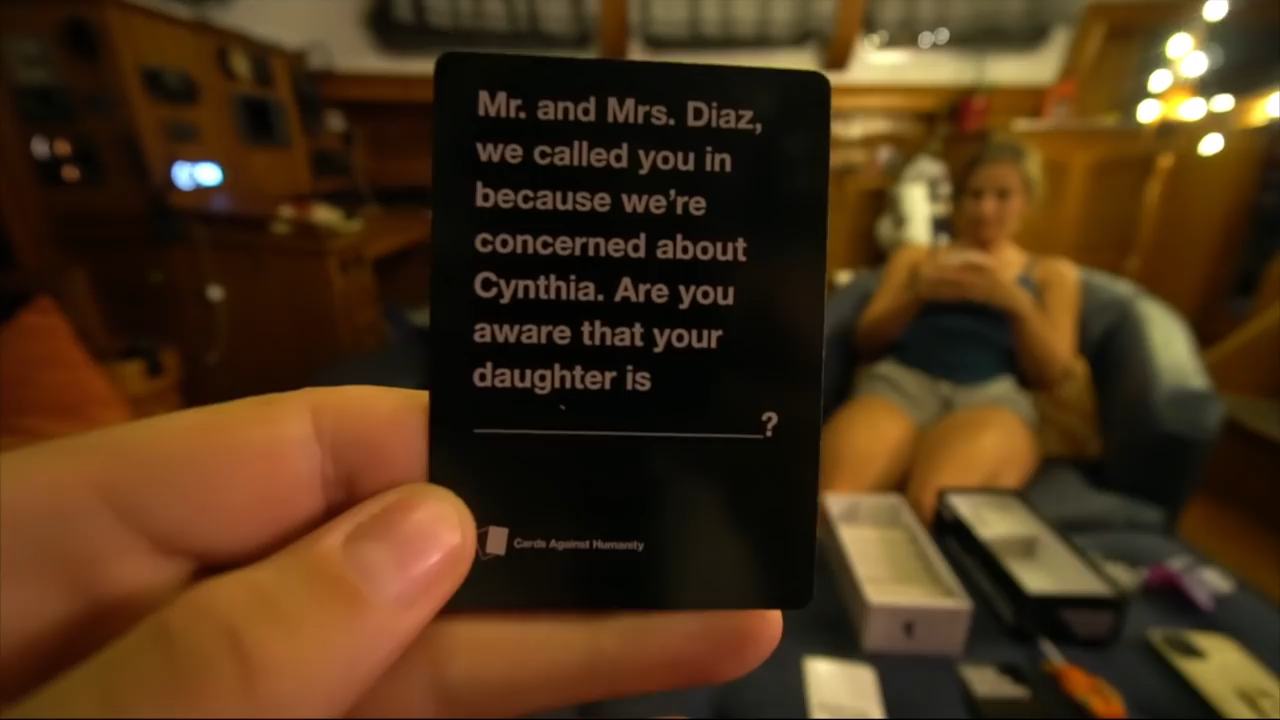 Mr. and Mrs. Diaz,
we called you in
because we're
concerned about
Cynthia. Are you
aware that your
daughter is
____________________?
Cards Against Humanity